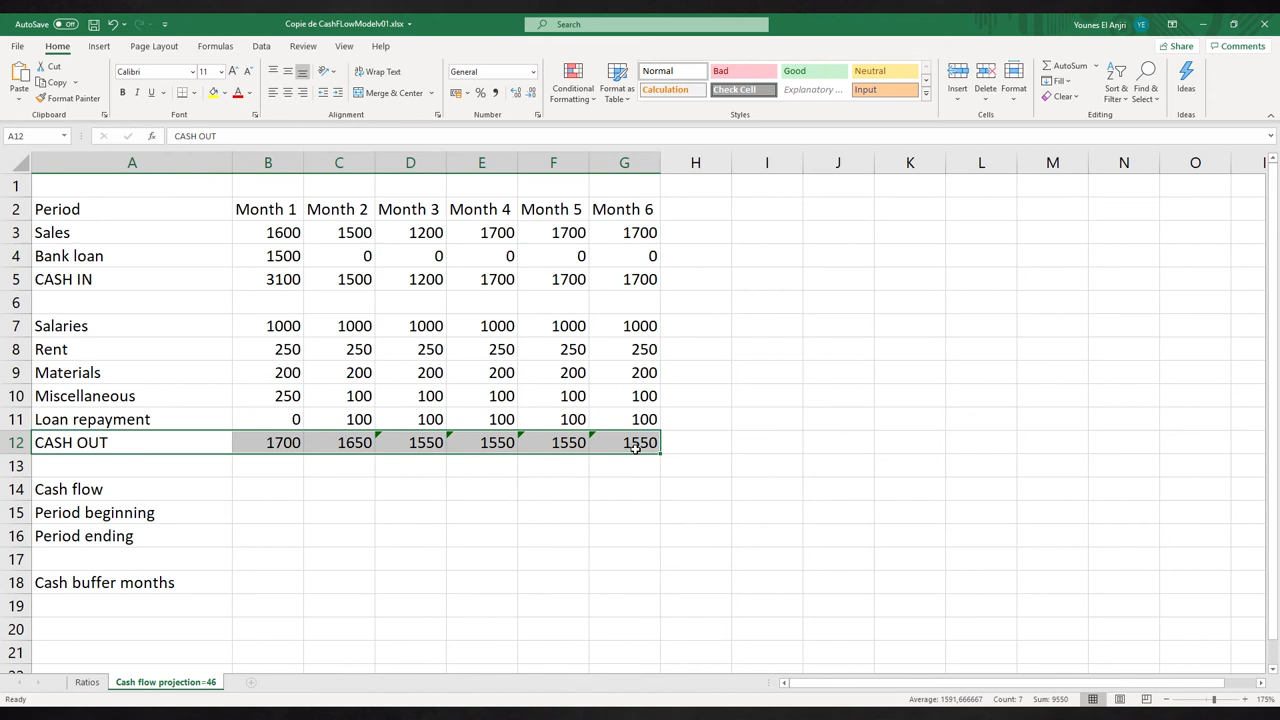 AutoSave Off Copie de CashFLowModelv01.xlsx Search Younes El Anjri YE
File Home Insert Page Layout Formulas Data Review View Help Share Comments
Paste Cut Copy Format Painter Clipboard
Calibri 11 B I U Font
Wrap Text Merge & Center Alignment
General % Number
Conditional Formatting Format as Table
Normal Bad Good Neutral
Calculation Check Cell Explanatory ... Input
Styles
Insert Delete Format Cells
AutoSum Fill Clear Sort & Filter Find & Select Editing
Ideas Ideas
A12 fx CASH OUT
A B C D E F G H I J K L M N O
1
2 Period Month 1 Month 2 Month 3 Month 4 Month 5 Month 6
3 Sales 1600 1500 1200 1700 1700 1700
4 Bank loan 1500 0 0 0 0 0
5 CASH IN 3100 1500 1200 1700 1700 1700
6
7 Salaries 1000 1000 1000 1000 1000 1000
8 Rent 250 250 250 250 250 250
9 Materials 200 200 200 200 200 200
10 Miscellaneous 250 100 100 100 100 100
11 Loan repayment 0 100 100 100 100 100
12 CASH OUT 1700 1650 1550 1550 1550 1550
13
14 Cash flow
15 Period beginning
16 Period ending
17
18 Cash buffer months
19
20
21
Ratios Cash flow projection=46
Ready Average: 1591,666667 Count: 7 Sum: 9550 175%